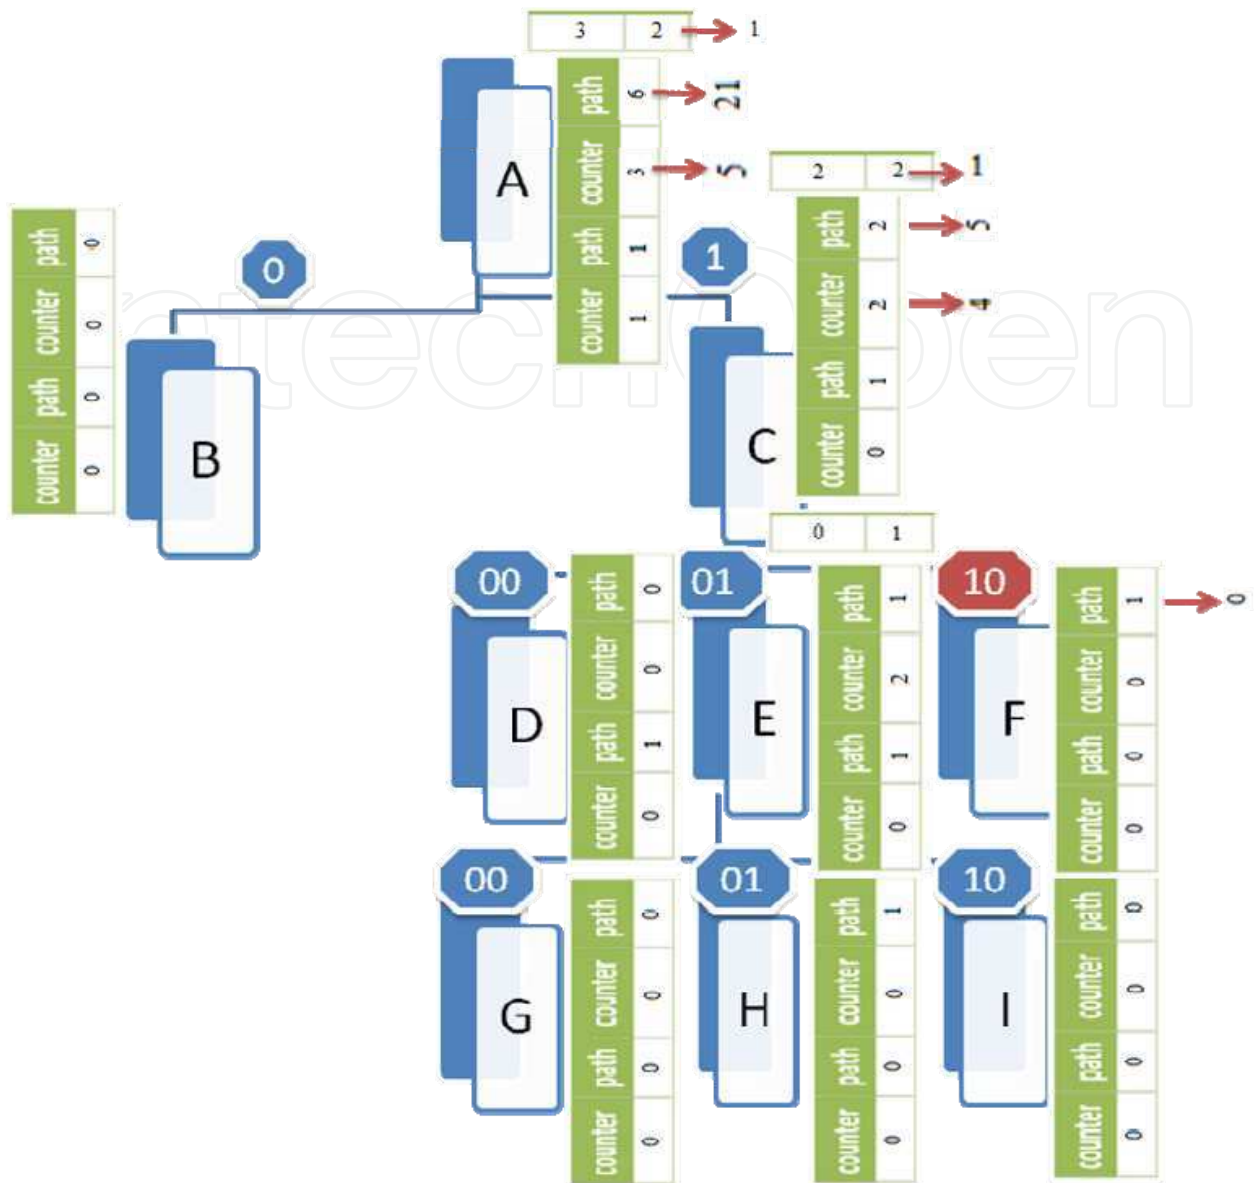 3 2 1
path 6 21
counter 3 5
path 1
counter 1
A
2 2 1
path 2 5
counter 2 4
path 1
counter 0
C
0
1
path 0
counter 0
path 0
counter 0
B
IntechOpen
0 1
00
path 0
counter 0
path 1
counter 0
D
01
path 1
counter 2
path 1
counter 0
E
10
path 1 0
counter 0
path 0
counter 0
F
00
path 0
counter 0
path 0
counter 0
G
01
path 1
counter 0
path 0
counter 0
H
10
path 0
counter 0
path 0
counter 0
I